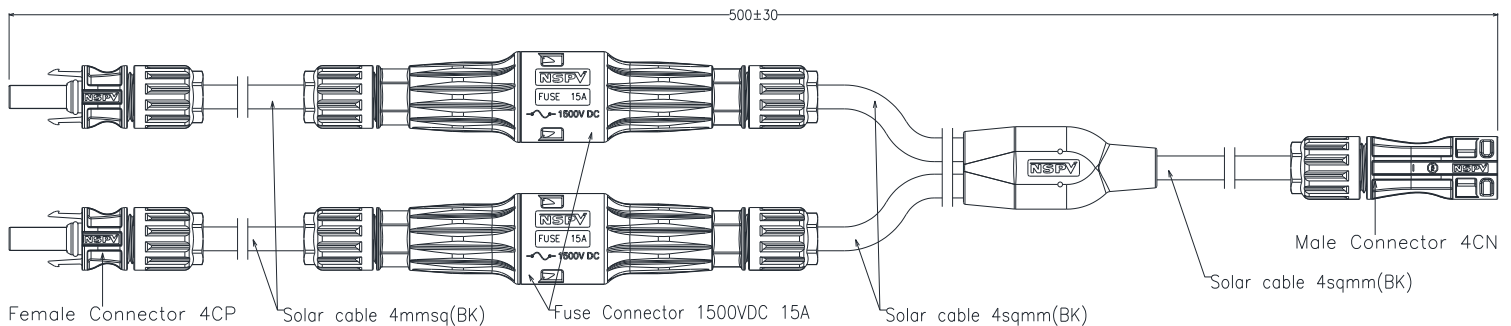 500±30
NSPV
NSPV
FUSE 15A
1500V DC
NSPV
NSPV
NSPV
NSPV
FUSE 15A
1500V DC
Male Connector 4CN
Solar cable 4sqmm(BK)
Female Connector 4CP
Solar cable 4mmsq(BK)
Fuse Connector 1500VDC 15A
Solar cable 4sqmm(BK)